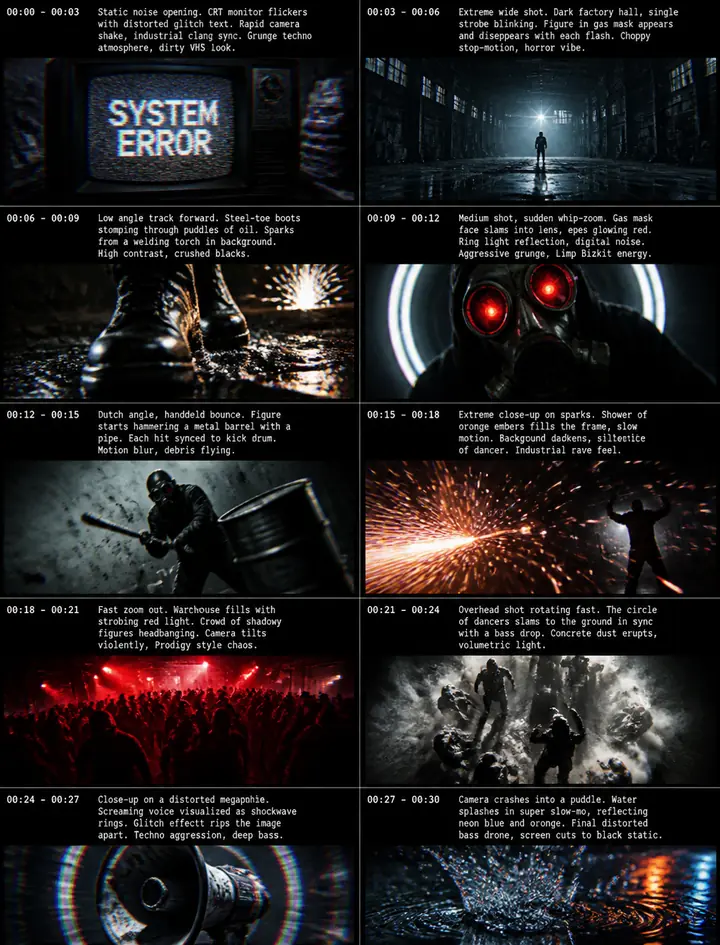 00:00 – 00:03
Static noise opening. CRT monitor flickers
with distorted glitch text. Rapid camera
shake, industrial clang sync. Grunge techno
atmosphere, dirty VHS look.
SYSTEM
ERROR
00:03 – 00:06
Extreme wide shot. Dark factory hall, single
strobe blinking. Figure in gas mask appears
and diseppears with each flash. Choppy
stop-motion, horror vibe.
00:06 – 00:09
Low angle track forward. Steel-toe boots
stomping through puddles of oil. Sparks
from a welding torch in background.
High contrast, crushed blacks.
00:09 – 00:12
Medium shot, sudden whip-zoom. Gas mask
face slams into lens, epes glowing red.
Ring light reflection, digital noise.
Aggressive grunge, Limp Bizkit energy.
00:12 – 00:15
Dutch angle, handdeld bounce. Figure
starts hammering a metal barrel with a
pipe. Each hit synced to kick drum.
Motion blur, debris flying.
00:15 – 00:18
Extreme close-up on sparks. Shower of
oronge embers fills the frame, slow
motion. Backgound dadkens, siltetice
of dancer. Industrial rave feel.
00:18 – 00:21
Fast zoom out. Warchouse fills with
strobing red light. Crowd of shadowy
figures headbanging. Camera tilts
violently, Prodigy style chaos.
00:21 – 00:24
Overhead shot rotating fast. The circle
of dancers slams to the ground in sync
with a bass drop. Concrete dust erupts,
volumetric light.
00:24 – 00:27
Close-up on a distorted megapohie.
Screaming voice visualized as shockwave
rings. Glitch effectt rips the image
apart. Techno aggression, deep bass.
00:27 – 00:30
Camera crashes into a puddle. Water
splashes in super slow-mo, reflecting
neon blue and oronge. Final distorted
bass drone, screen cuts to black static.